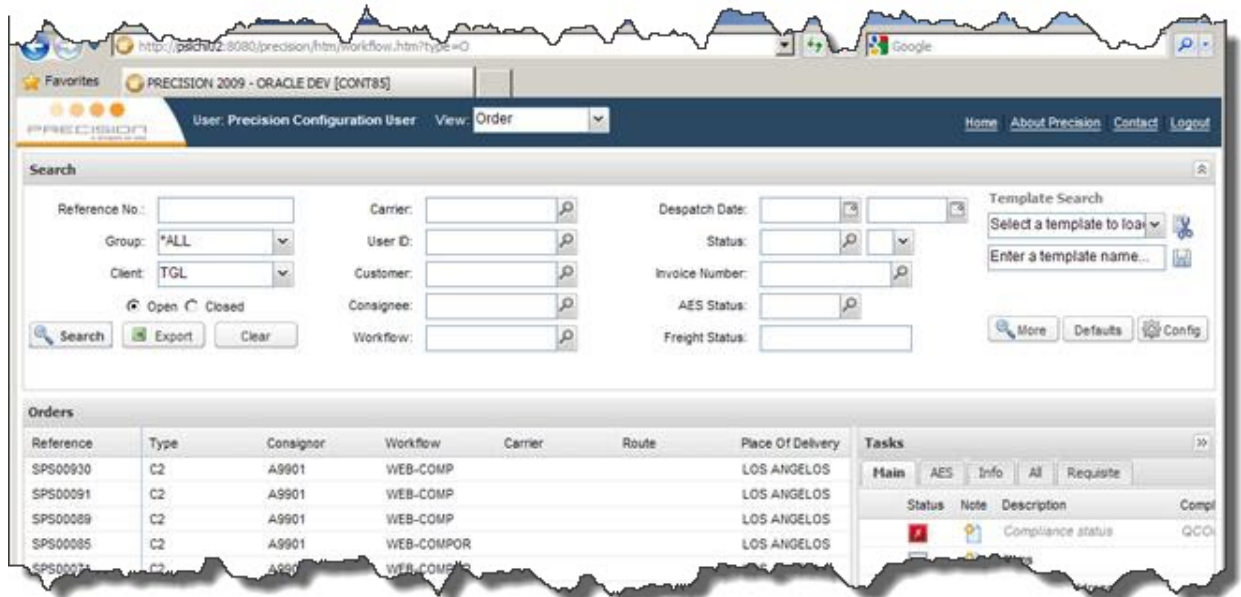 http://psichi02:8080/precision/htm/workflow.htm?type=O
Google
Favorites
PRECISION 2009 - ORACLE DEV [CONT85]
PRECISION
User: Precision Configuration User View: Order
Home About Precision Contact Logout
Search
Reference No.:
Group: *ALL
Client: TGL
Open Closed
Search Export Clear
Carrier:
User ID:
Customer:
Consignee:
Workflow:
Despatch Date:
Status:
Invoice Number:
AES Status:
Freight Status:
Template Search
Select a template to loa
Enter a template name...
More Defaults Config
Orders
Reference Type Consignor Workflow Carrier Route Place Of Delivery
SPS00930 C2 A9901 WEB-COMP LOS ANGELOS
SPS00091 C2 A9901 WEB-COMP LOS ANGELOS
SPS00089 C2 A9901 WEB-COMP LOS ANGELOS
SPS00085 C2 A9901 WEB-COMPOR LOS ANGELOS
C2 LOS ANGELOS
Tasks
Main AES Info All Requisite
Status Note Description Compl
Compliance status QCO